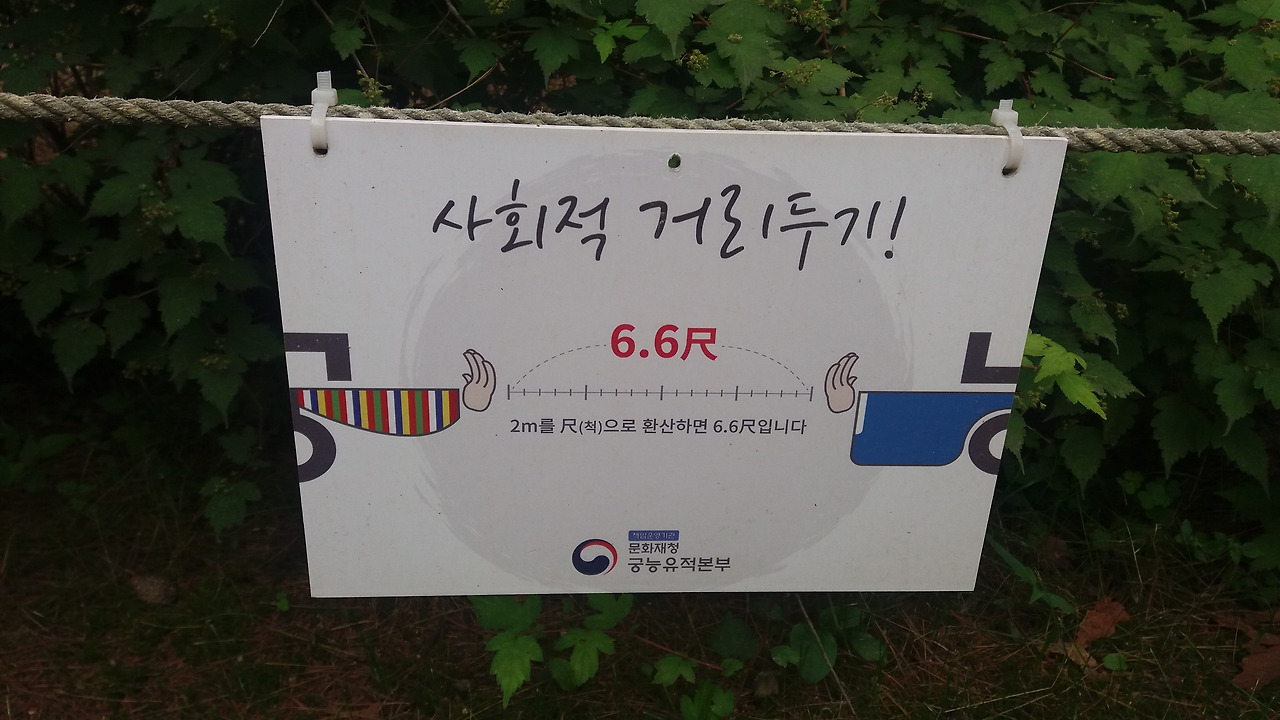 사회적 거리두기!
6.6尺
2m를 尺(척)으로 환산하면 6.6尺입니다
책임운영기관
문화재청
궁능유적본부